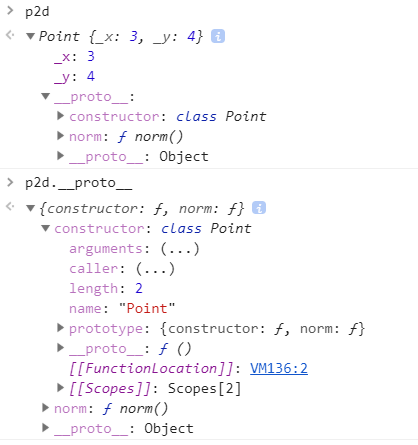 p2d
Point {_x: 3, _y: 4} i
_x: 3
_y: 4
__proto__:
constructor: class Point
norm: ƒ norm()
__proto__: Object
p2d.__proto__
{constructor: ƒ, norm: ƒ} i
constructor: class Point
arguments: (...)
caller: (...)
length: 2
name: "Point"
prototype: {constructor: ƒ, norm: ƒ}
__proto__: ƒ ()
[[FunctionLocation]]: VM136:2
[[Scopes]]: Scopes[2]
norm: ƒ norm()
__proto__: Object